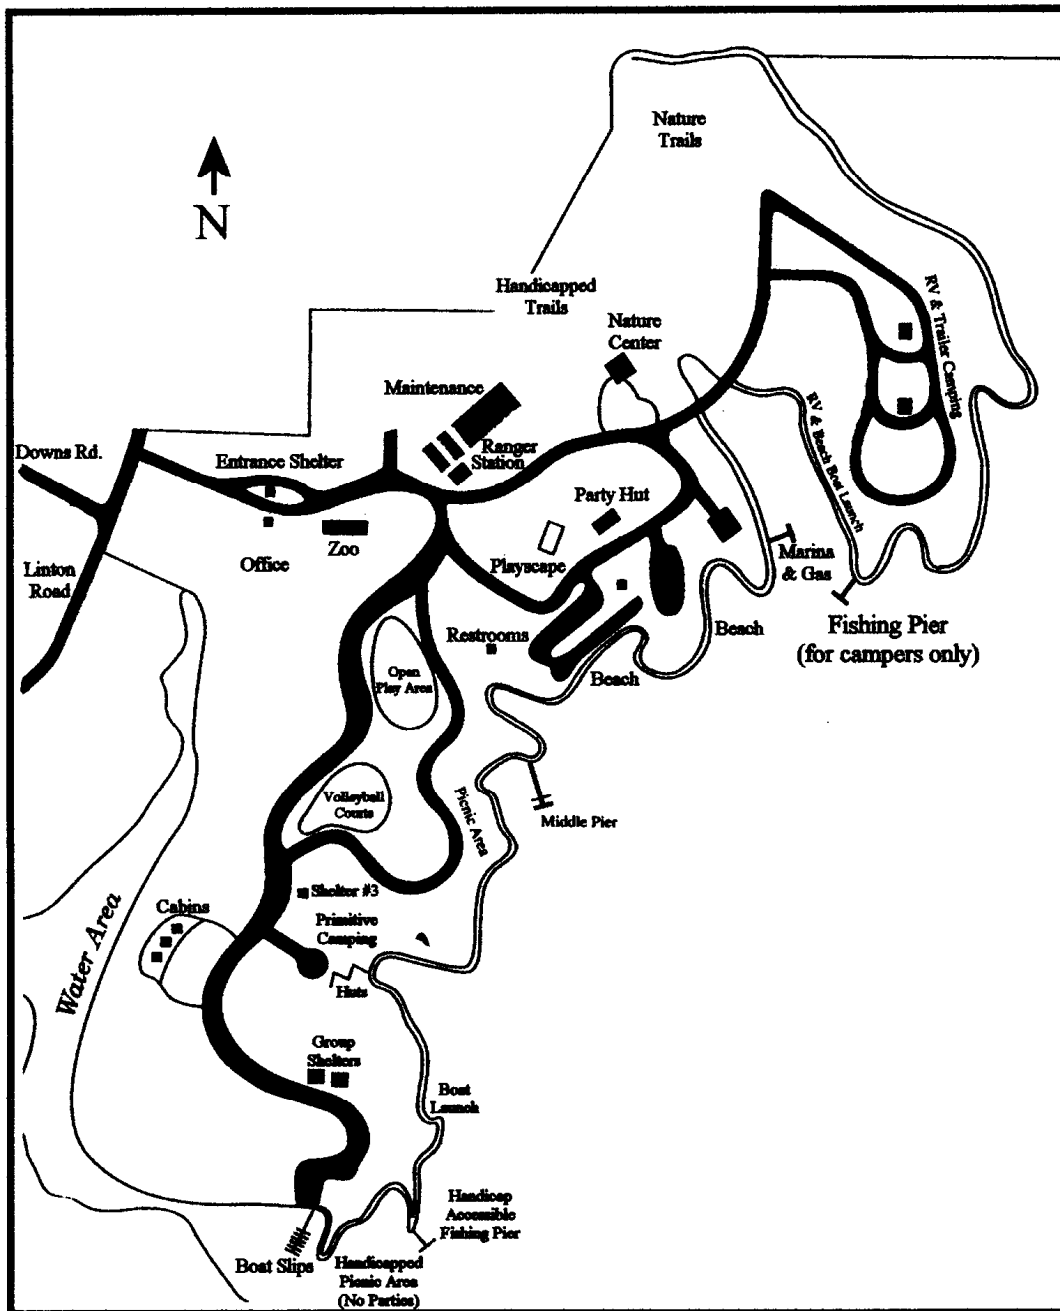 Nature
Trails
N
Handicapped
Trails
Nature
Center
RV & Trailer Camping
Maintenance
RV & Beach Boat Launch
Downs Rd.
Entrance Shelter
Ranger
Station
Party Hut
Zoo
Office
Playscape
Marina
& Gas
Linton
Road
Fishing Pier
(for campers only)
Beach
Restrooms
Beach
Open
Play Area
Volleyball
Courts
Picnic Area
Middle Pier
Shelter #3
Cabins
Primitive
Camping
Water Area
Huts
Group
Shelters
Boat
Launch
Handicap
Accessible
Fishing Pier
Boat Slips
Handicapped
Picnic Area
(No Parties)